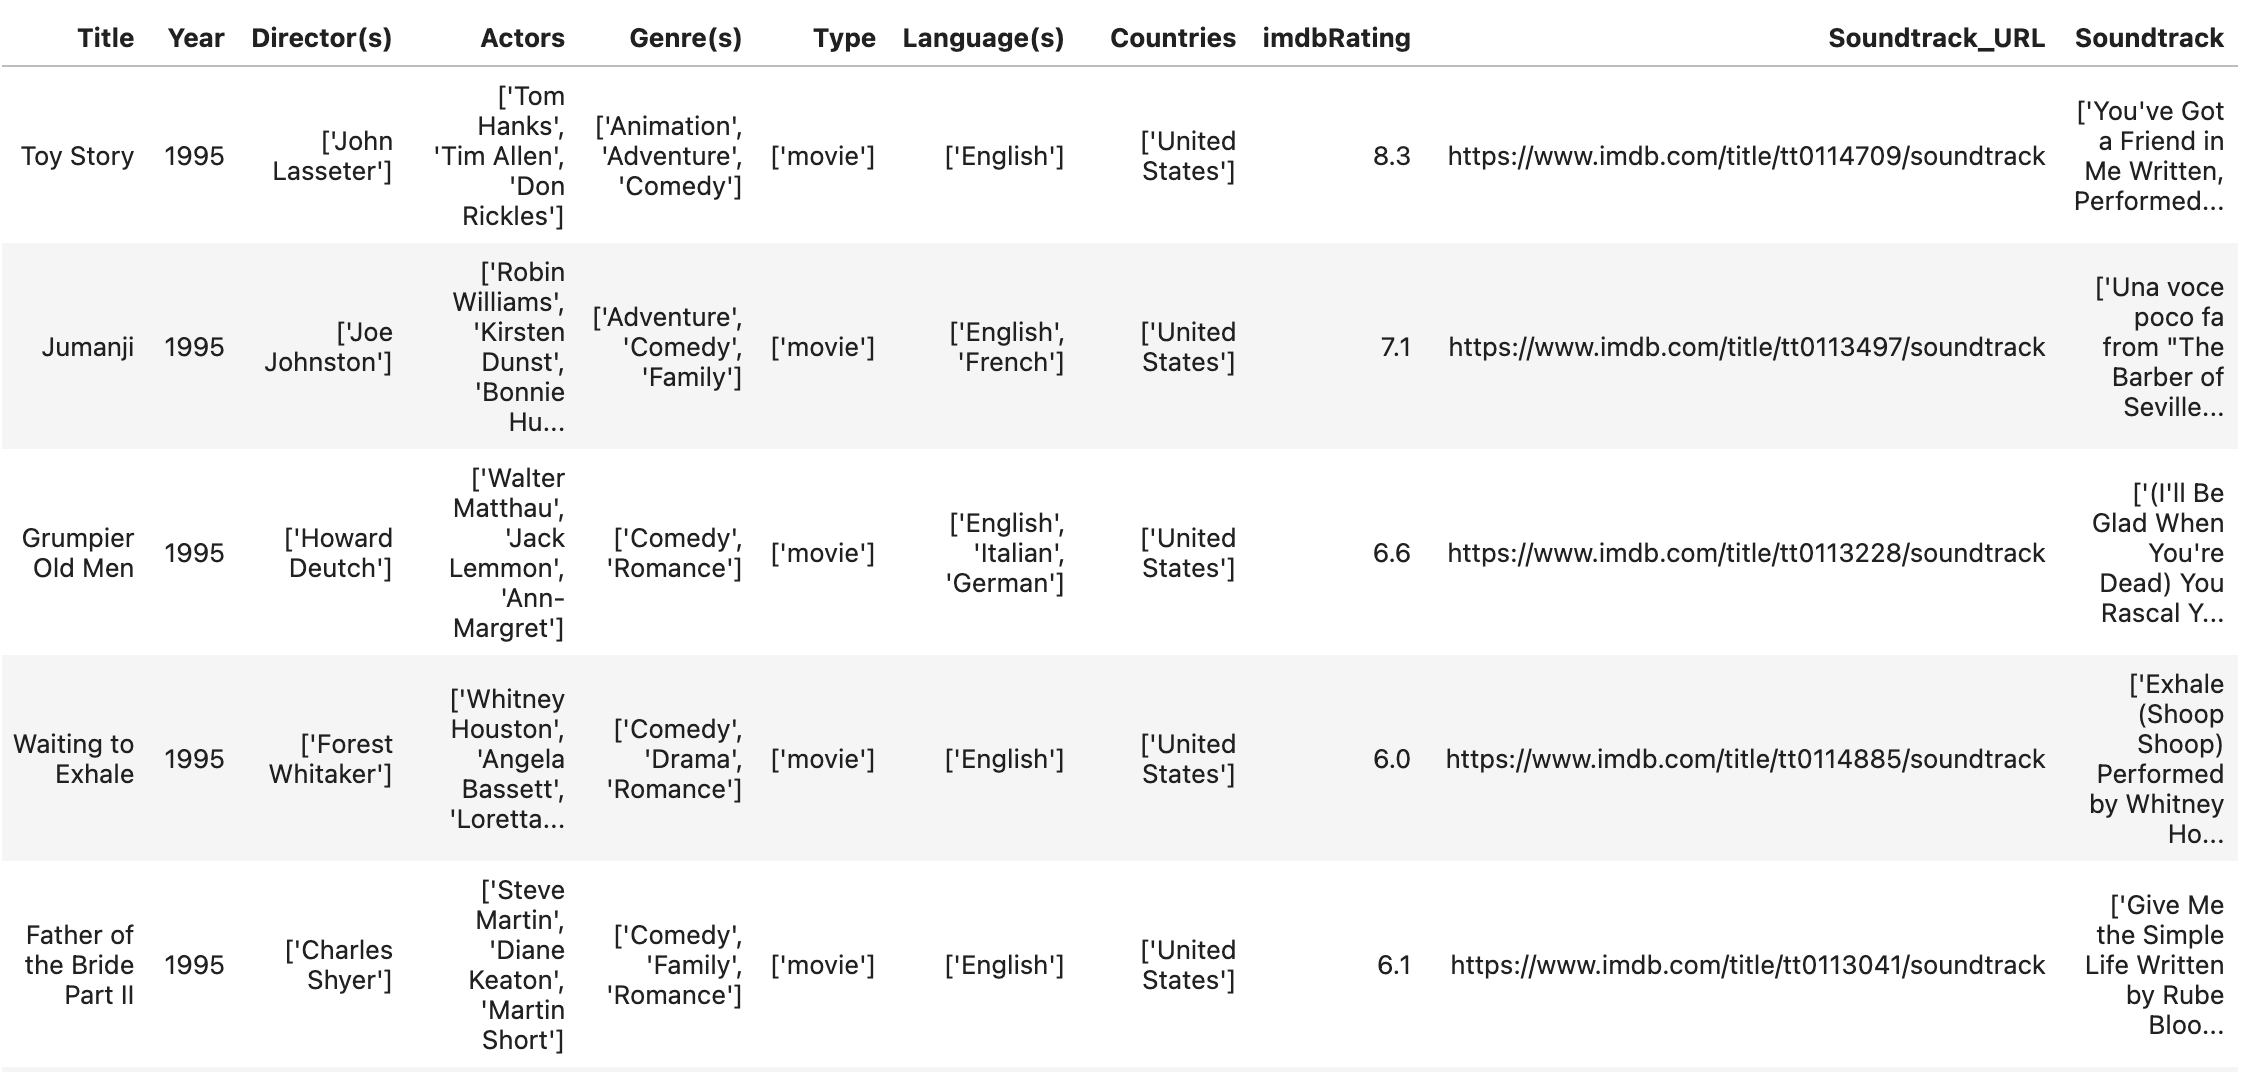 Title Year Director(s) Actors Genre(s) Type Language(s) Countries imdbRating Soundtrack_URL Soundtrack
Toy Story
1995
['John
Lasseter']
['Tom
Hanks',
'Tim Allen',
'Don
Rickles']
['Animation',
'Adventure',
'Comedy']
['movie']
['English']
['United
States']
8.3
https://www.imdb.com/title/tt0114709/soundtrack
['You've Got
a Friend in
Me Written,
Performed...
Jumanji
1995
['Joe
Johnston']
['Robin
Williams',
'Kirsten
Dunst',
'Bonnie
Hu...
['Adventure',
'Comedy',
'Family']
['movie']
['English',
'French']
['United
States']
7.1
https://www.imdb.com/title/tt0113497/soundtrack
['Una voce
poco fa
from "The
Barber of
Seville...
Grumpier
Old Men
1995
['Howard
Deutch']
['Walter
Matthau',
'Jack
Lemmon',
'Ann-
Margret']
['Comedy',
'Romance']
['movie']
['English',
'Italian',
'German']
['United
States']
6.6
https://www.imdb.com/title/tt0113228/soundtrack
['(I'll Be
Glad When
You're
Dead) You
Rascal Y...
Waiting to
Exhale
1995
['Forest
Whitaker']
['Whitney
Houston',
'Angela
Bassett',
'Loretta...
['Comedy',
'Drama',
'Romance']
['movie']
['English']
['United
States']
6.0
https://www.imdb.com/title/tt0114885/soundtrack
['Exhale
(Shoop
Shoop)
Performed
by Whitney
Ho...
Father of
the Bride
Part II
1995
['Charles
Shyer']
['Steve
Martin',
'Diane
Keaton',
'Martin
Short']
['Comedy',
'Family',
'Romance']
['movie']
['English']
['United
States']
6.1
https://www.imdb.com/title/tt0113041/soundtrack
['Give Me
the Simple
Life Written
by Rube
Bloo...